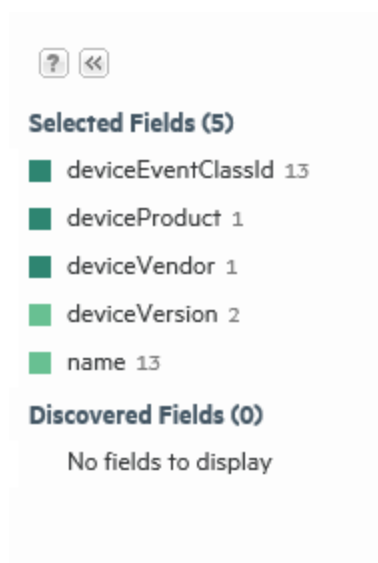 ? «
Selected Fields (5)
deviceEventClassId 13
deviceProduct 1
deviceVendor 1
deviceVersion 2
name 13
Discovered Fields (0)
No fields to display